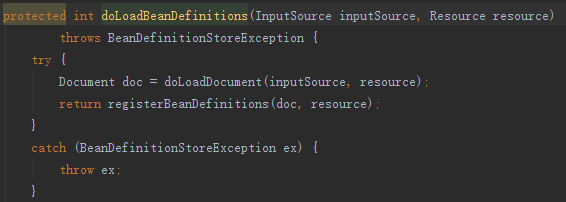 protected int doLoadBeanDefinitions(InputSource inputSource, Resource resource)
throws BeanDefinitionStoreException {
try {
Document doc = doLoadDocument(inputSource, resource);
return registerBeanDefinitions(doc, resource);
}
catch (BeanDefinitionStoreException ex) {
throw ex;
}